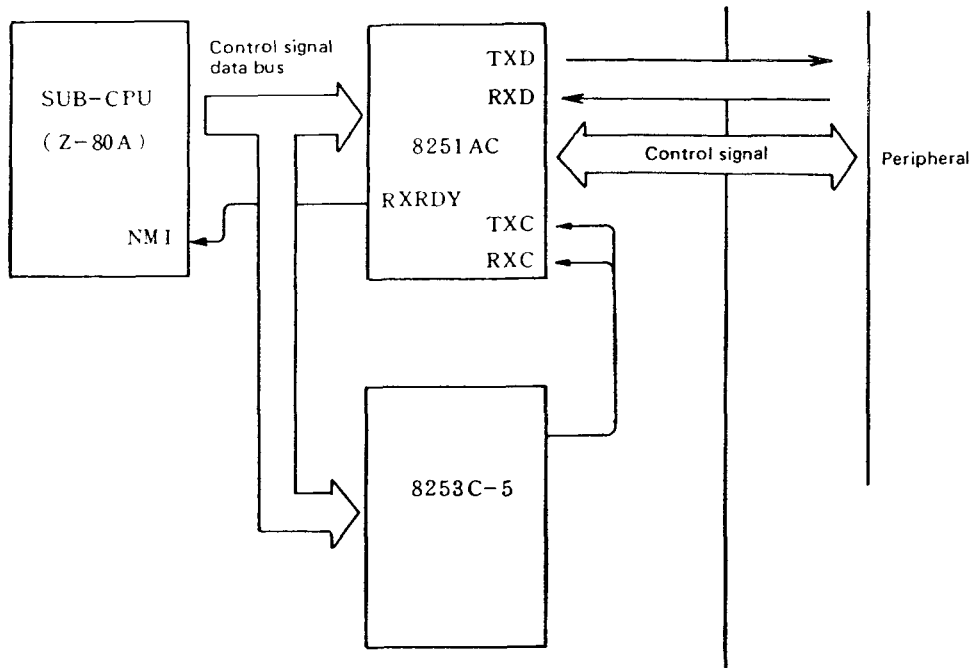 Control signal
data bus
SUB-CPU
(Z-80A)
NMI
TXD
RXD
8251AC
RXRDY
TXC
RXC
Control signal
Peripheral
8253C-5